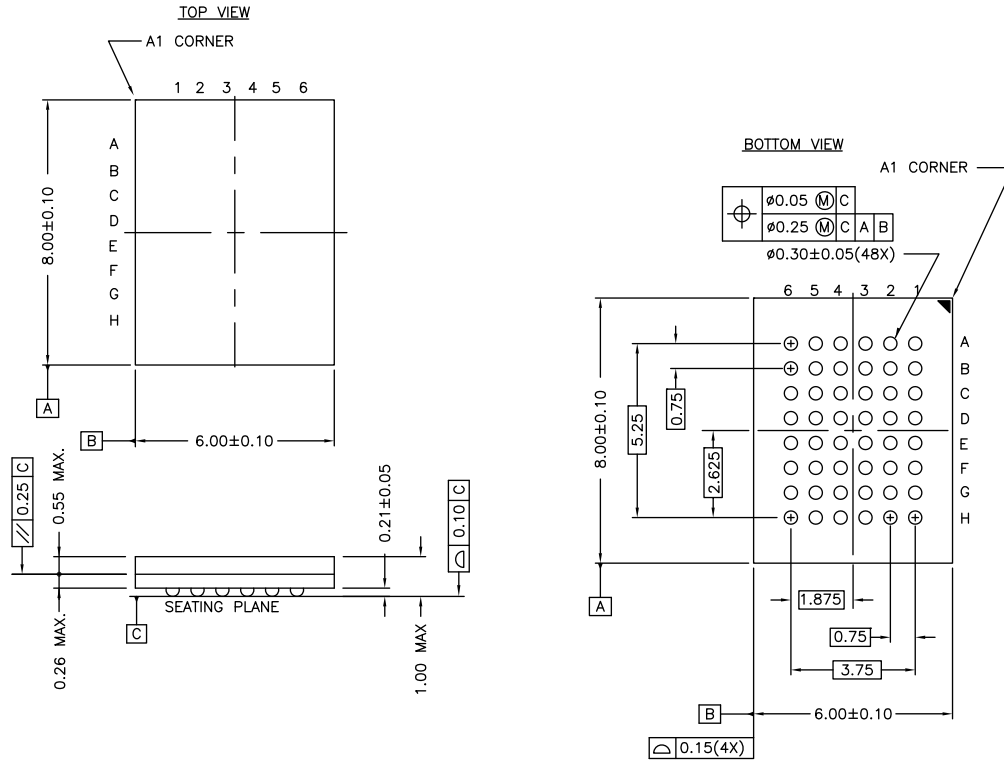 TOP VIEW
A1 CORNER
1 2 3 4 5 6
A
B
C
D
E
F
G
H
8.00±0.10
A
B
6.00±0.10
// 0.25 C
0.55 MAX.
0.26 MAX.
0.21±0.05
⌓ 0.10 C
SEATING PLANE
C
1.00 MAX
BOTTOM VIEW
A1 CORNER
⌀0.05 Ⓜ C
⌀0.25 Ⓜ C A B
⌀0.30±0.05(48X)
6 5 4 3 2 1
A
B
C
D
E
F
G
H
8.00±0.10
5.25
0.75
2.625
A
1.875
0.75
3.75
B
6.00±0.10
⌓ 0.15(4X)